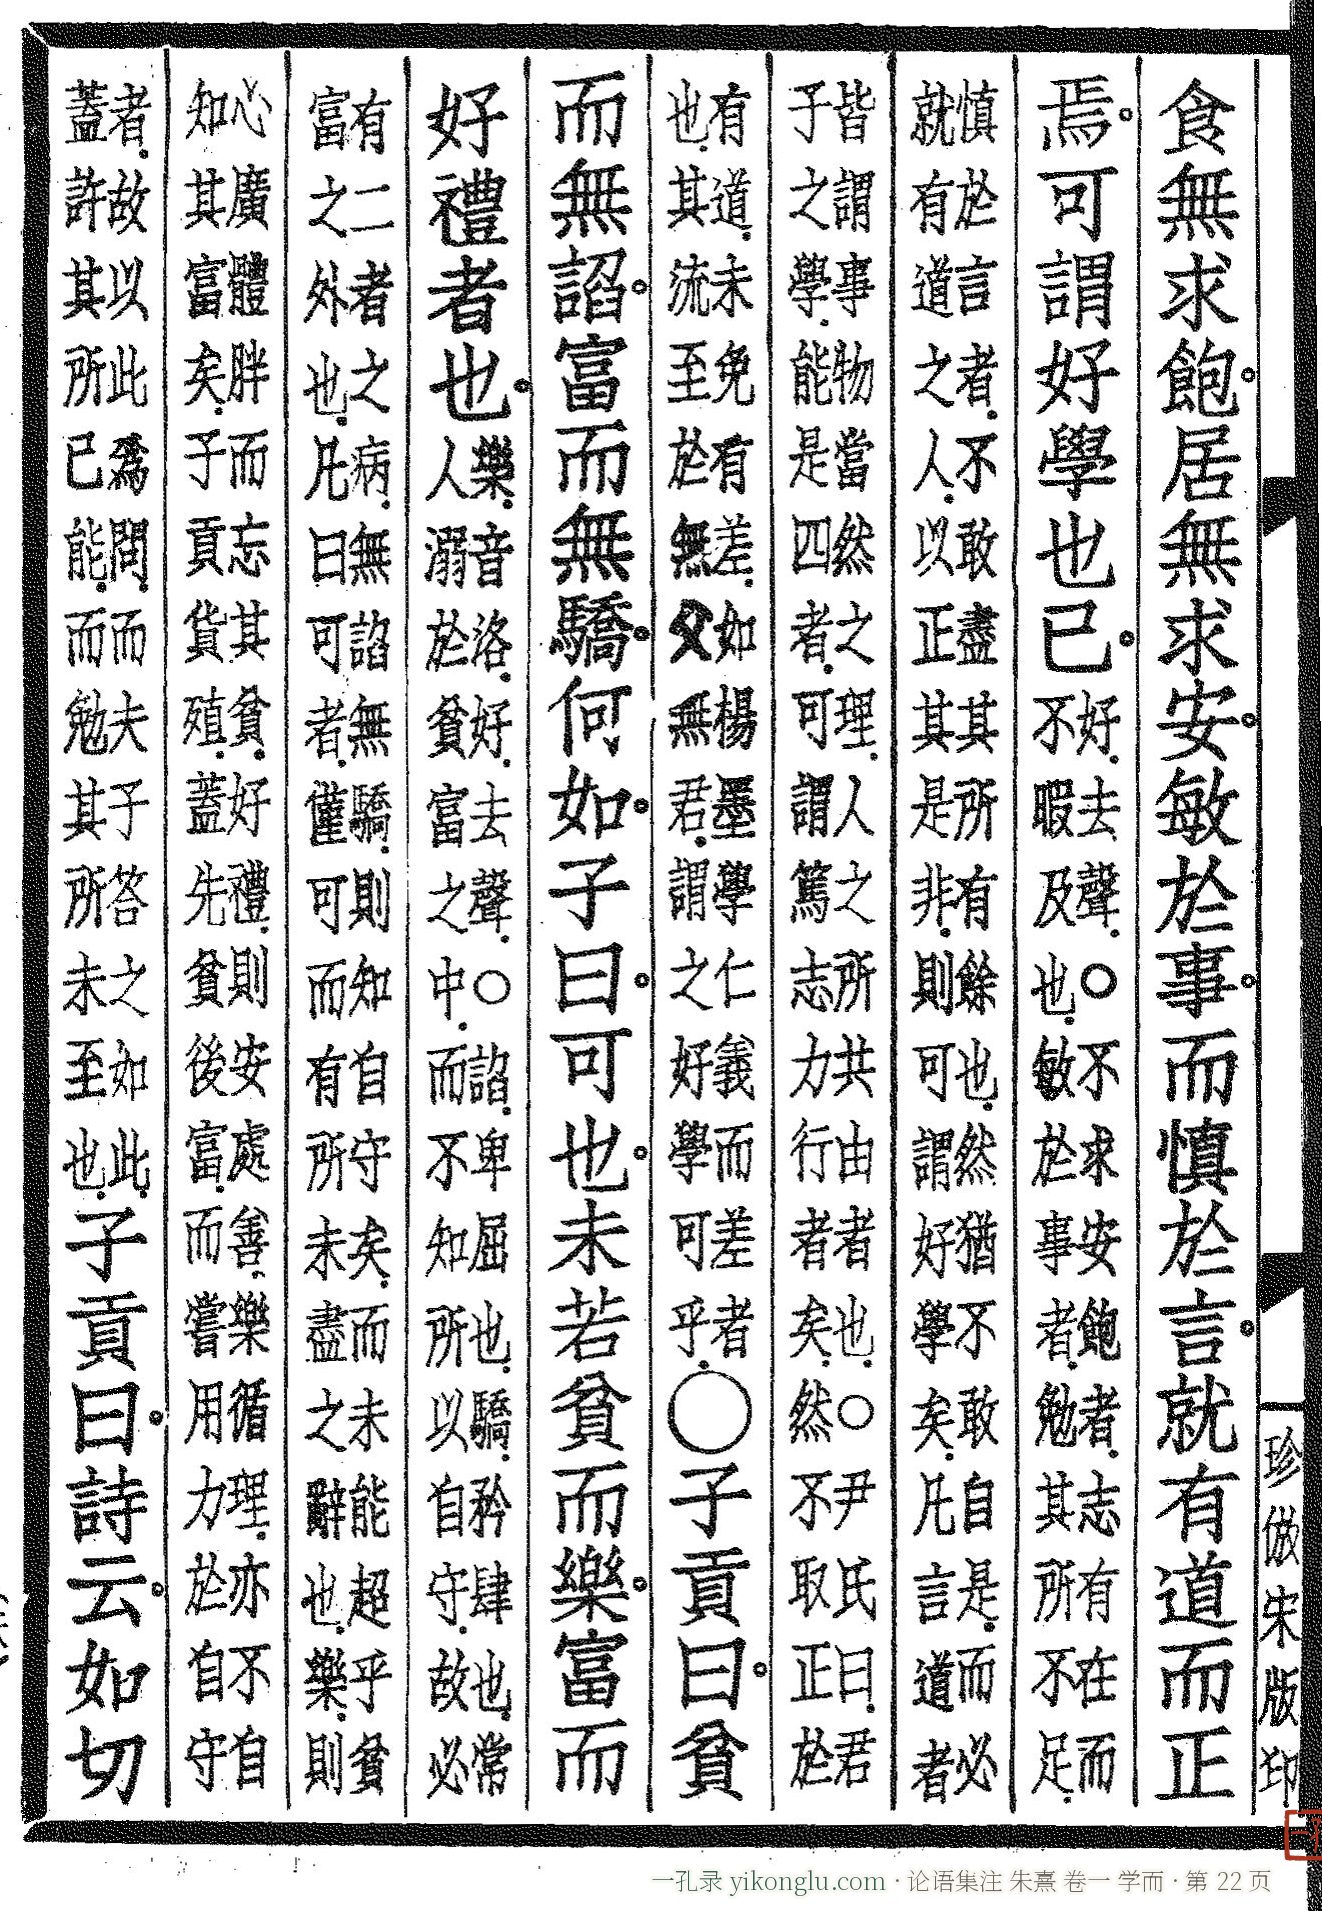 食無求飽。居無求安。敏於事。而慎於言。就有道而正
焉。可謂好學也已。
好。去聲。○不求安飽者。志有在而
不暇及也。敏於事者。勉其所不足。
慎於言者。不敢盡其所有餘也。然猶不敢自是。而必
就有道之人。以正其是非。則可謂好學矣。凡言道者
皆謂事物當然之理。人之所共由者也。○尹氏曰。君
子之學。能是四者。可謂篤志力行者矣。然不取正於
有道。未免有差。如楊墨學仁義而差者
也。其流至於無父無君。謂之好學可乎。
○子貢曰。貧
而無諂。富而無驕。何如。子曰。可也。未若貧而樂。富而
好禮者也。
樂。音洛。好。去聲。○諂。卑屈也。驕。矜肆也。常
人溺於貧富之中。而不知所以自守。故必
有二者之病。無諂無驕。則知自守矣。而未能超乎貧
富之外也。凡曰可者。僅可而有所未盡之辭也。樂。則
心廣體胖而忘其貧。好禮。則安處善。樂循理。亦不自
知其富矣。子貢貨殖。蓋先貧後富。而嘗用力於自守
者。故以此爲問。而夫子答之如此。
蓋許其所已能。而勉其所未至也。
子貢曰。詩云。如切
珍倣宋版印
一孔录 yikonglu.com · 论语集注 朱熹 卷一 学而 · 第 22 页